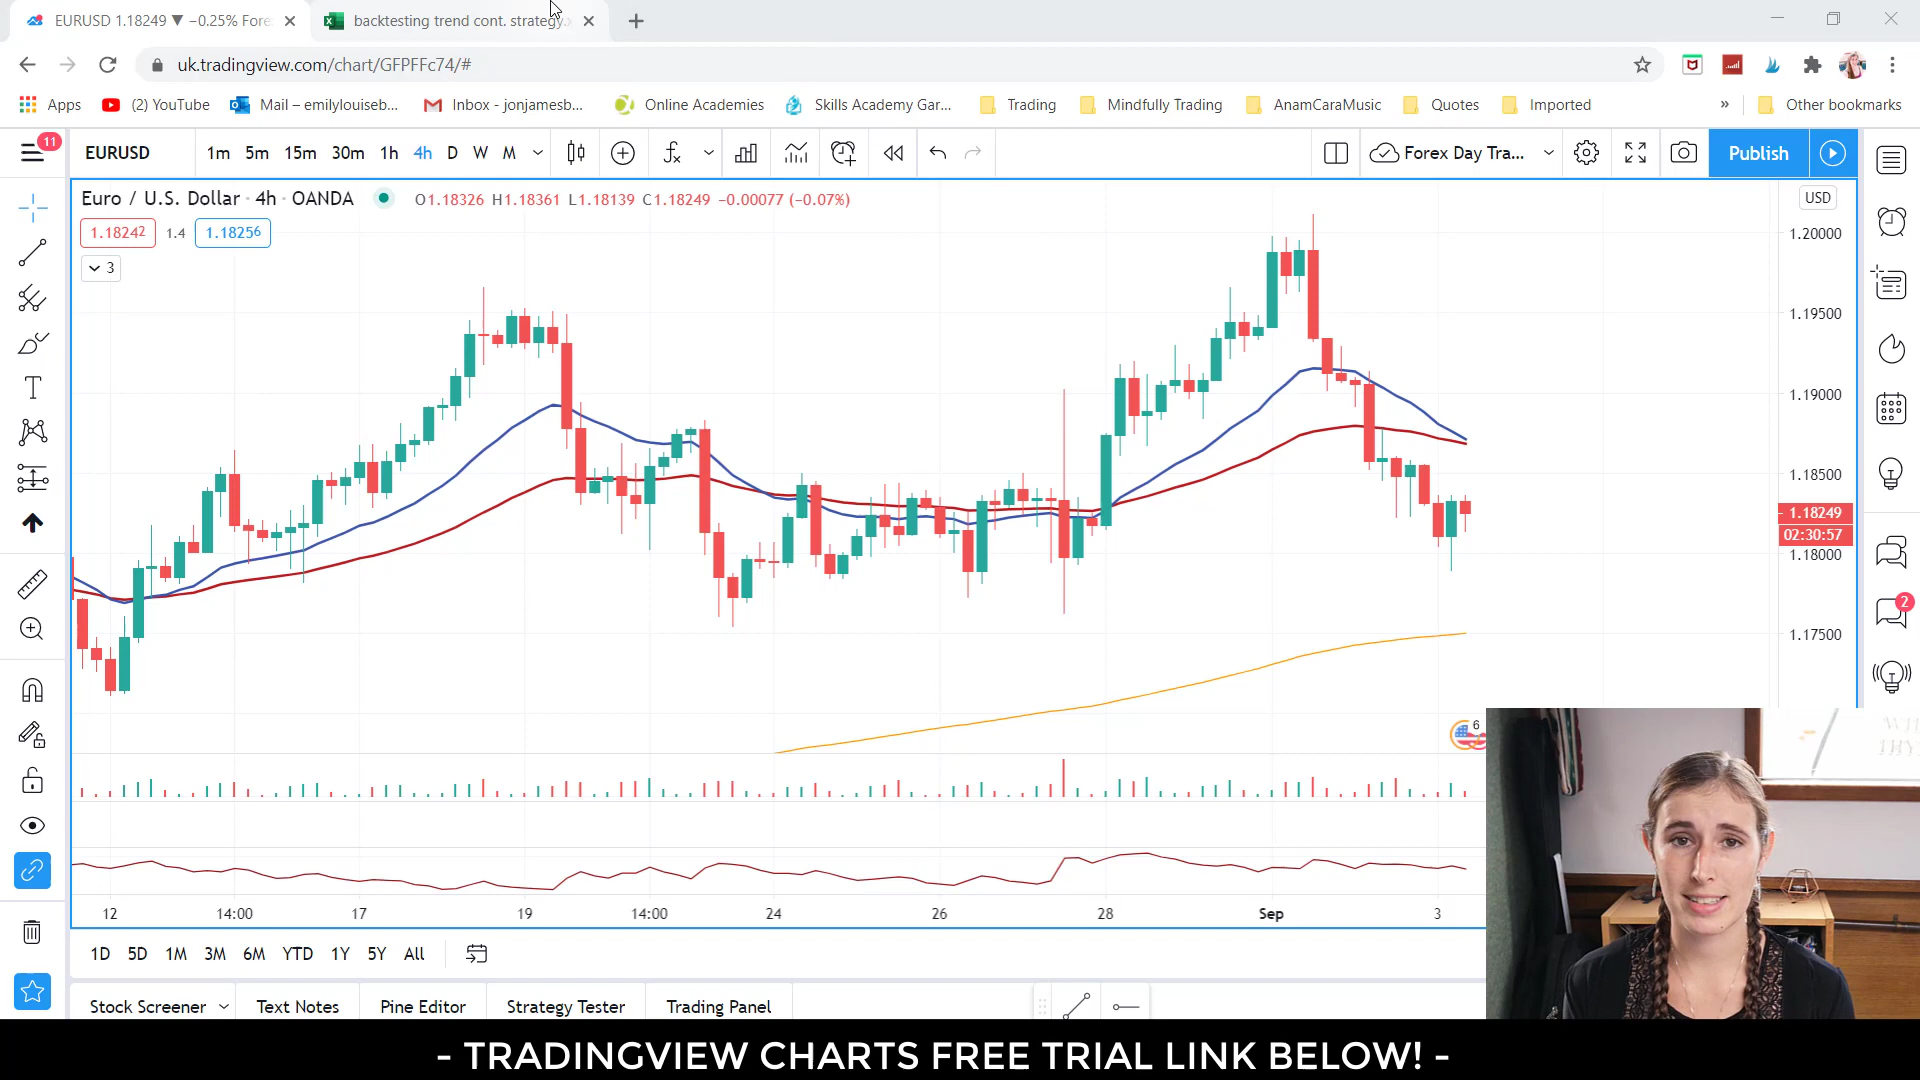 EURUSD 1.18249 ▼ −0.25% Fore
backtesting trend cont. strategy.
uk.tradingview.com/chart/GFPFFc74/#
Apps (2) YouTube Mail – emilylouiseb... Inbox - jonjamesb... Online Academies Skills Academy Gar... Trading Mindfully Trading AnamCaraMusic Quotes Imported » Other bookmarks
11
EURUSD 1m 5m 15m 30m 1h 4h D W M Forex Day Tra... Publish
Euro / U.S. Dollar · 4h · OANDA O1.18326 H1.18361 L1.18139 C1.18249 −0.00077 (−0.07%)
USD
1.18242 1.4 1.18256
3
1.20000
1.19500
1.19000
1.18500
1.18249
02:30:57
1.18000
2
1.17500
6
12 14:00 17 19 14:00 24 26 28 Sep 3
1D 5D 1M 3M 6M YTD 1Y 5Y All
Stock Screener Text Notes Pine Editor Strategy Tester Trading Panel
- TRADINGVIEW CHARTS FREE TRIAL LINK BELOW! -